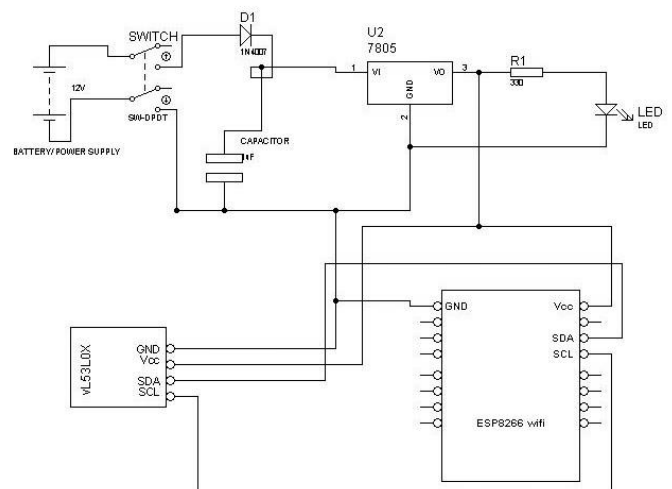 SWITCH
D1
1N4007
U2
7805
1
VI
VO
3
GND
2
R1
330
LED
LED
12V
SW-DPDT
BATTERY/POWER SUPPLY
CAPACITOR
GND
Vcc
SDA
SCL
ESP8266 wifi
vL53L0X
GND
Vcc
SDA
SCL